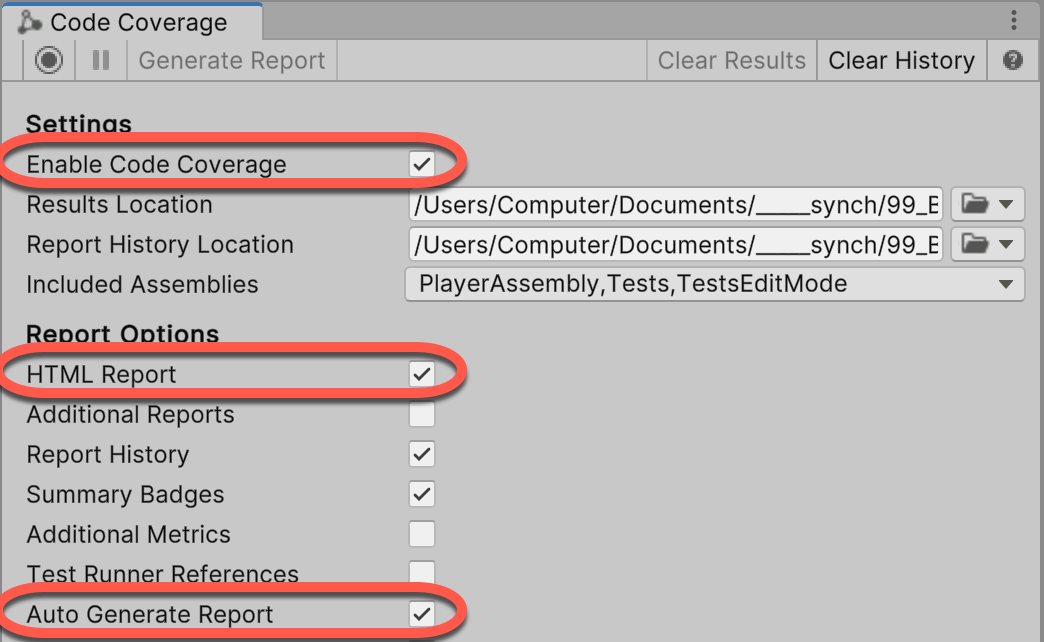 Code Coverage
Generate Report Clear Results Clear History ?
Settings
Enable Code Coverage
Results Location /Users/Computer/Documents/_____synch/99_B
Report History Location /Users/Computer/Documents/_____synch/99_B
Included Assemblies PlayerAssembly,Tests,TestsEditMode
Report Options
HTML Report
Additional Reports
Report History
Summary Badges
Additional Metrics
Test Runner References
Auto Generate Report